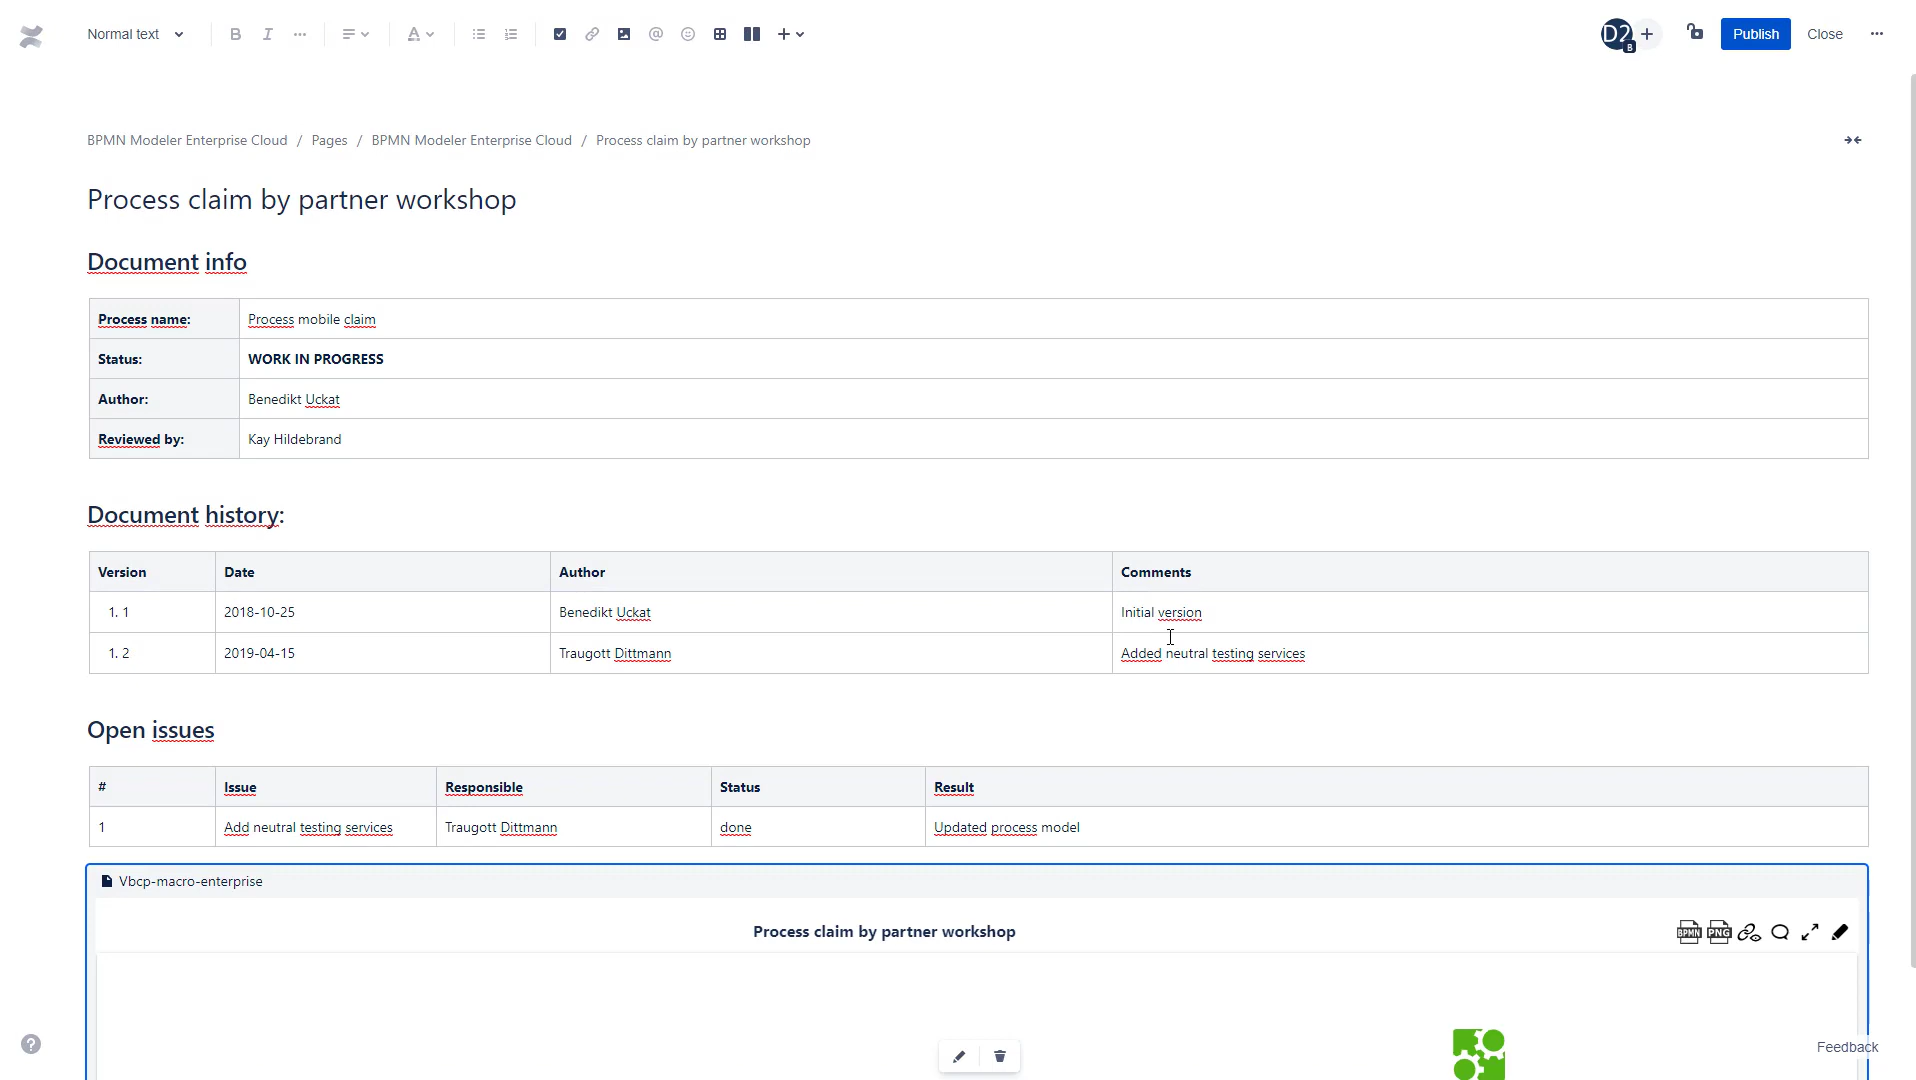 Normal text
D2
B
Publish
Close
BPMN Modeler Enterprise Cloud / Pages / BPMN Modeler Enterprise Cloud / Process claim by partner workshop
Process claim by partner workshop
Document info
Process name: Process mobile claim
Status: WORK IN PROGRESS
Author: Benedikt Uckat
Reviewed by: Kay Hildebrand
Document history:
Version Date Author Comments
1. 1 2018-10-25 Benedikt Uckat Initial version
1. 2 2019-04-15 Traugott Dittmann Added neutral testing services
Open issues
# Issue Responsible Status Result
1 Add neutral testing services Traugott Dittmann done Updated process model
Vbcp-macro-enterprise
Process claim by partner workshop
BPMN PNG
Feedback